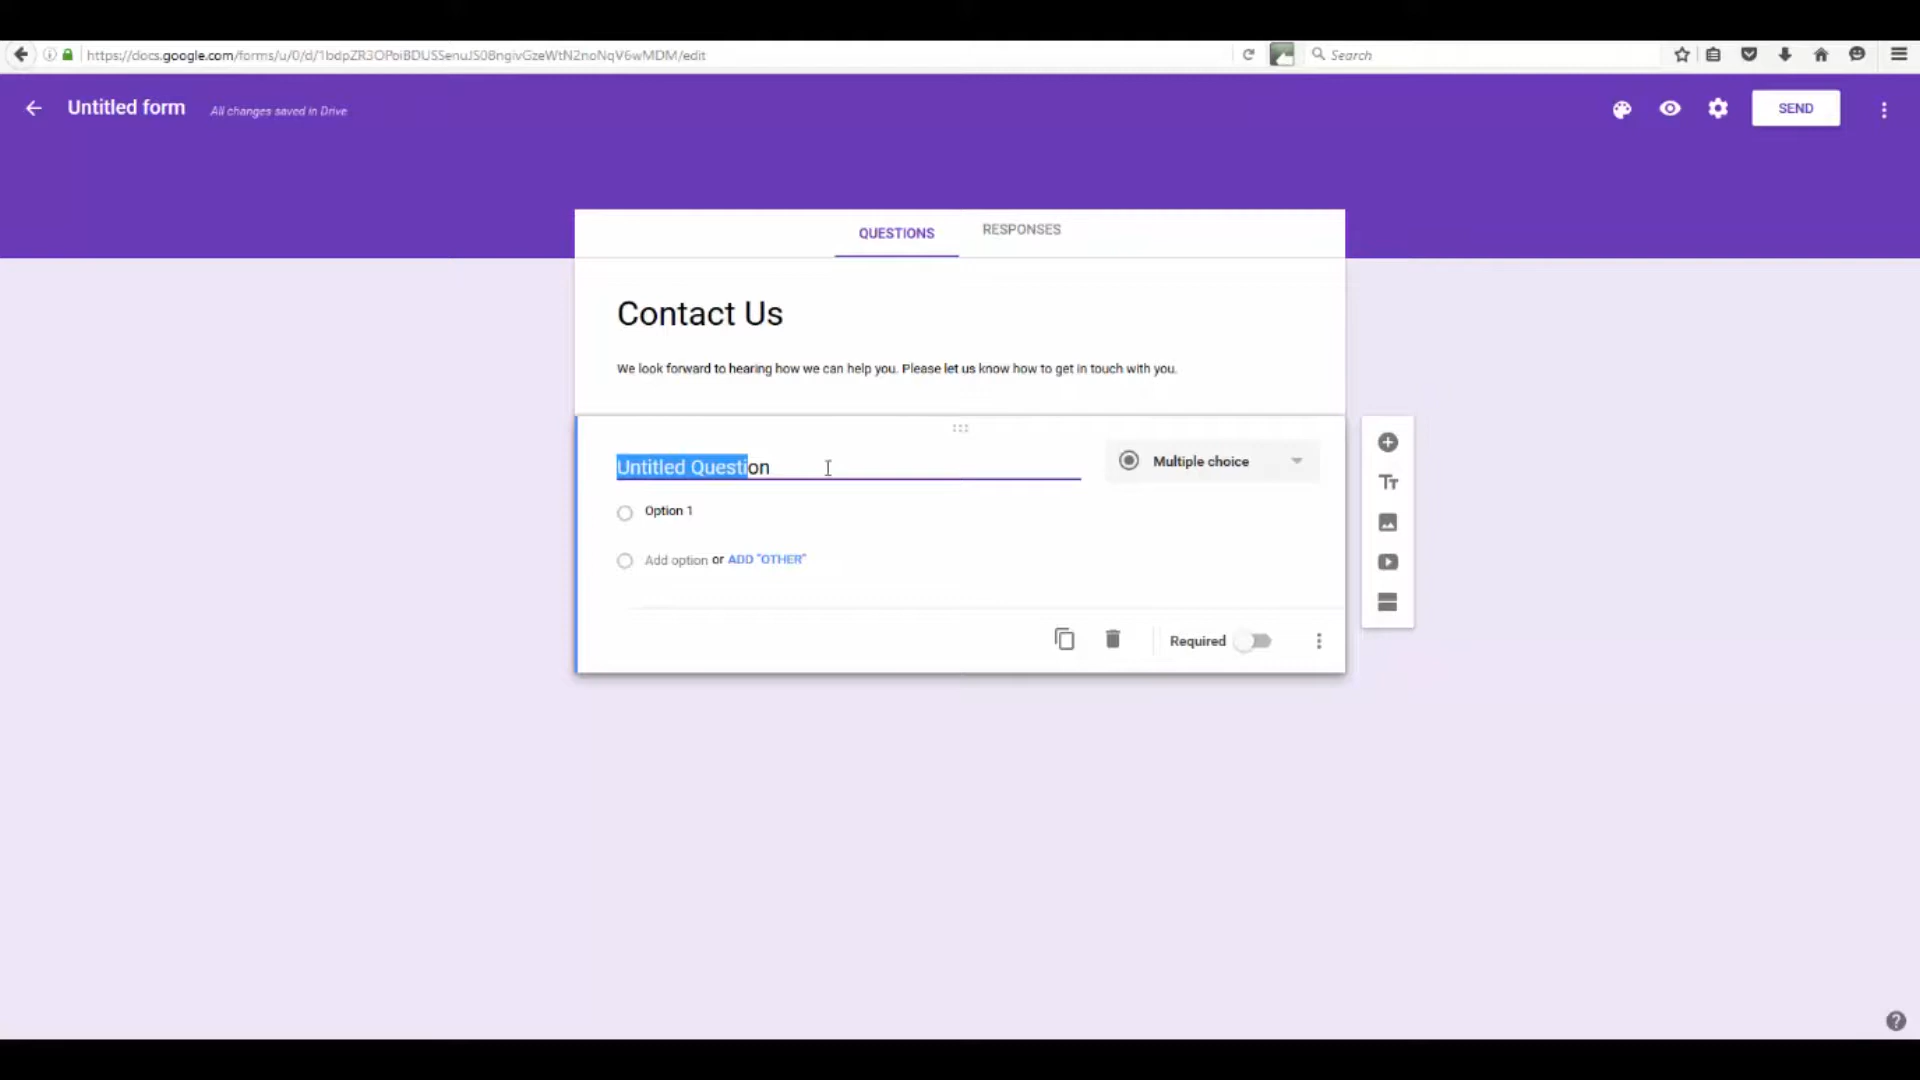 https://docs.google.com/forms/u/0/d/1bdpZR3OPoiBDUSSenuJS08ngivGzeWtN2noNqV6wMDM/edit
Search
Untitled form
All changes saved in Drive
SEND
QUESTIONS
RESPONSES
Contact Us
We look forward to hearing how we can help you. Please let us know how to get in touch with you.
Untitled Question
Multiple choice
Option 1
Add option or ADD "OTHER"
Required